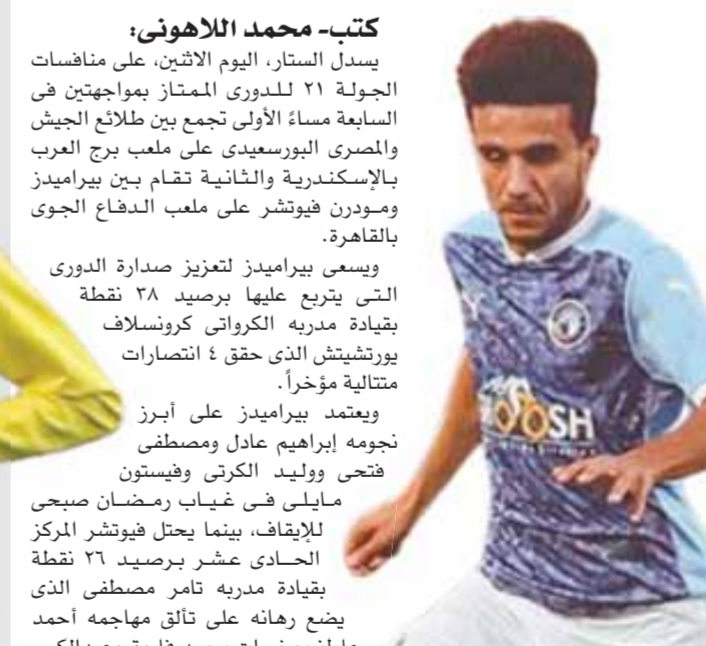 كتب- محمد اللاهونى:
يسدل الستار، اليوم الاثنين، على منافسات
الجولة ٢١ للدورى الممتاز بمواجهتين فى
السابعة مساءً الأولى تجمع بين طلائع الجيش
والمصرى البورسعيدى على ملعب برج العرب
بالإسكندرية والثانية تقام بين بيراميدز
ومودرن فيوتشر على ملعب الدفاع الجوى
بالقاهرة.
ويسعى بيراميدز لتعزيز صدارة الدورى
التى يتربع عليها برصيد ٣٨ نقطة
بقيادة مدربه الكرواتى كرونسلاف
يورتشيتش الذى حقق ٤ انتصارات
متتالية مؤخراً.
ويعتمد بيراميدز على أبرز
نجومه إبراهيم عادل ومصطفى
فتحى ووليد الكرتى وفيستون
مايلى فى غياب رمضان صبحى
للإيقاف، بينما يحتل فيوتشر المركز
الحادى عشر برصيد ٢٦ نقطة
بقيادة مدربه تامر مصطفى الذى
يضع رهانه على تألق مهاجمه أحمد
OSH